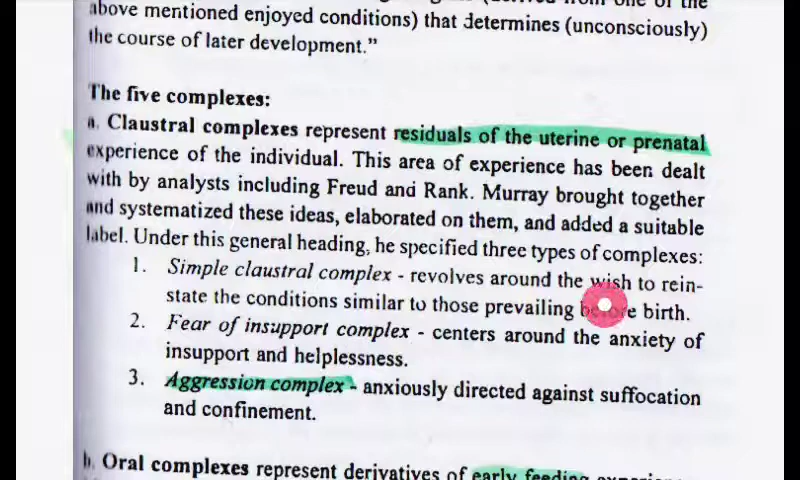 above mentioned enjoyed conditions) that determines (unconsciously)
the course of later development.”
The five complexes:
a. Claustral complexes represent residuals of the uterine or prenatal
experience of the individual. This area of experience has been dealt
with by analysts including Freud and Rank. Murray brought together
and systematized these ideas, elaborated on them, and added a suitable
label. Under this general heading, he specified three types of complexes:
1. Simple claustral complex - revolves around the wish to rein-
state the conditions similar to those prevailing before birth.
2. Fear of insupport complex - centers around the anxiety of
insupport and helplessness.
3. Aggression complex - anxiously directed against suffocation
and confinement.
b. Oral complexes represent derivatives of early feeding